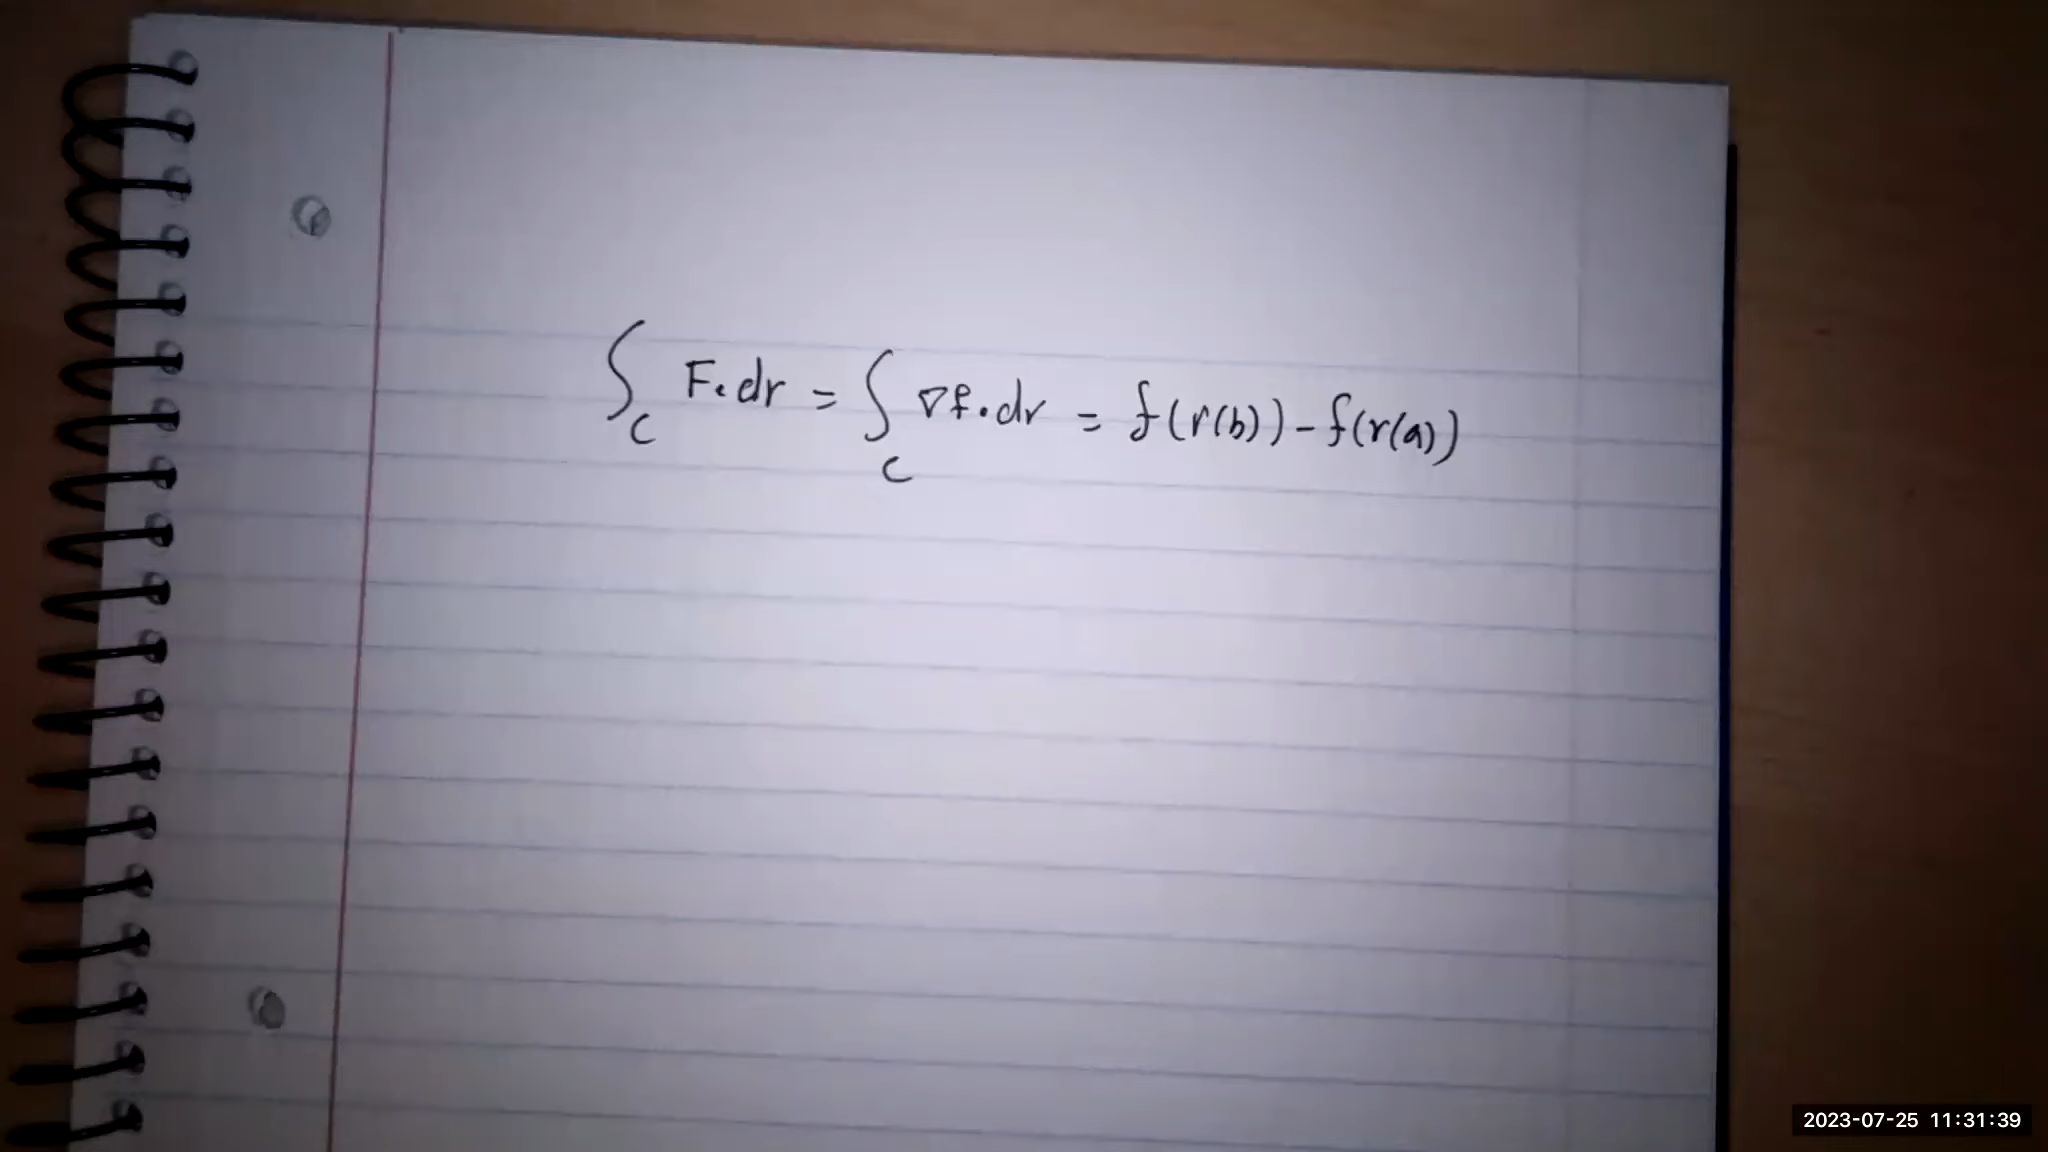 ∫_C F·dr = ∫_C ∇f·dr = f(r(b)) - f(r(a))
2023-07-25 11:31:39